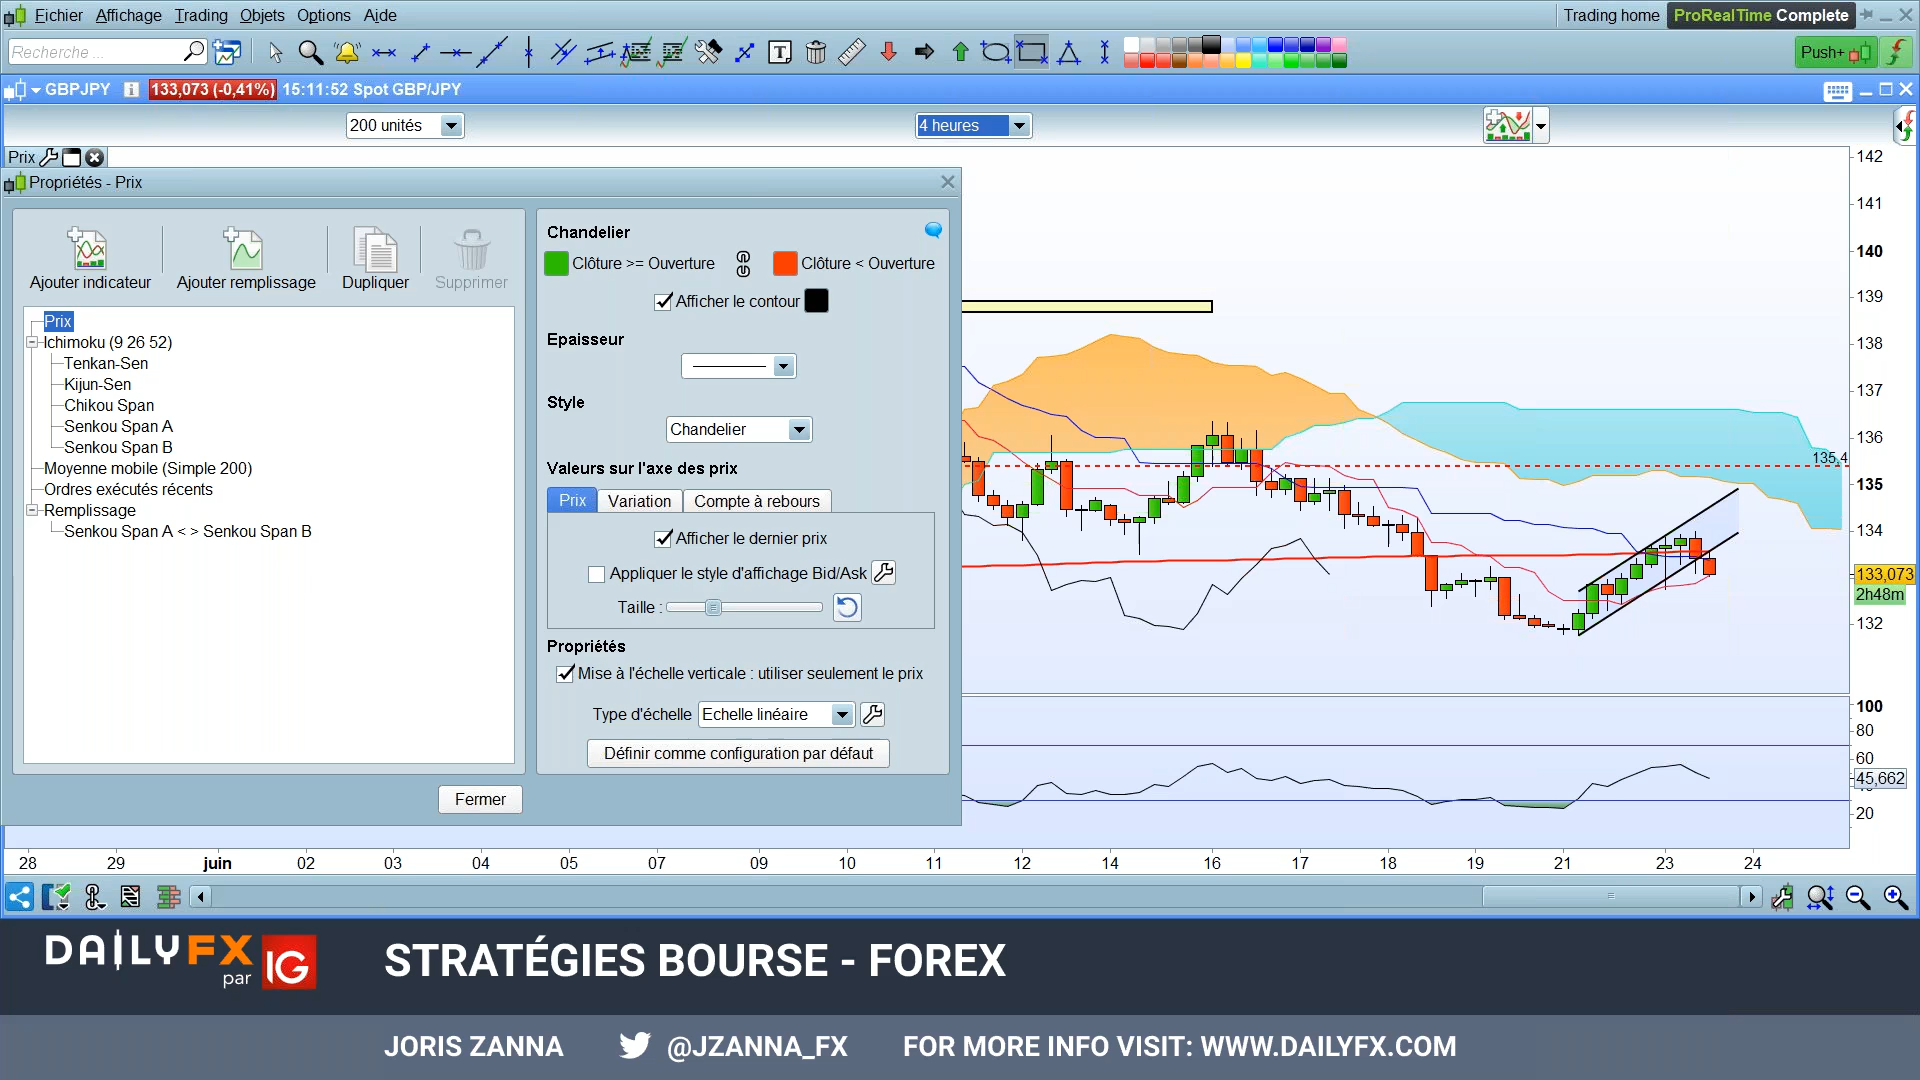 Fichier Affichage Trading Objets Options Aide
Trading home ProRealTime Complete
Recherche...
Push+
GBPJPY 133,073 (-0,41%) 15:11:52 Spot GBP/JPY
200 unités
4 heures
Prix
Propriétés - Prix
Ajouter indicateur
Ajouter remplissage
Dupliquer
Supprimer
Prix
Ichimoku (9 26 52)
Tenkan-Sen
Kijun-Sen
Chikou Span
Senkou Span A
Senkou Span B
Moyenne mobile (Simple 200)
Ordres exécutés récents
Remplissage
Senkou Span A < > Senkou Span B
Chandelier
Clôture >= Ouverture
Clôture < Ouverture
Afficher le contour
Epaisseur
Style
Chandelier
Valeurs sur l'axe des prix
Prix Variation Compte à rebours
Afficher le dernier prix
Appliquer le style d'affichage Bid/Ask
Taille :
Propriétés
Mise à l'échelle verticale : utiliser seulement le prix
Type d'échelle Echelle linéaire
Définir comme configuration par défaut
Fermer
142
141
140
139
138
137
136
135,4
135
134
133,073
2h48m
132
100
80
60
45,662
20
28 29 juin 02 03 04 05 07 09 10 11 12 14 16 17 18 19 21 23 24
DAILYFX
par IG
STRATÉGIES BOURSE - FOREX
JORIS ZANNA @JZANNA_FX FOR MORE INFO VISIT: WWW.DAILYFX.COM